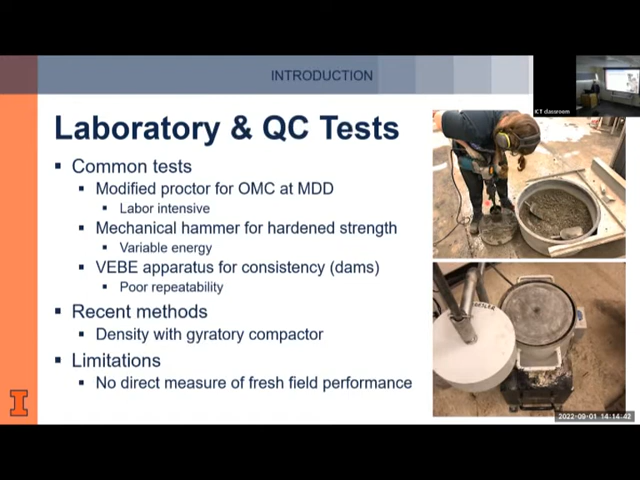 INTRODUCTION
ICT classroom
Laboratory & QC Tests
Common tests
Modified proctor for OMC at MDD
Labor intensive
Mechanical hammer for hardened strength
Variable energy
VEBE apparatus for consistency (dams)
Poor repeatability
Recent methods
Density with gyratory compactor
Limitations
No direct measure of fresh field performance
I
2022-09-01 14:14:42